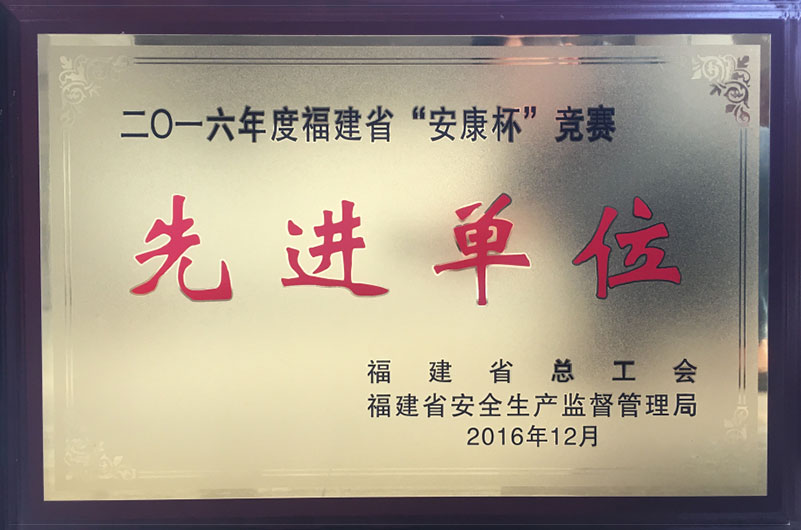 二〇一六年度福建省“安康杯”竞赛
先进单位
福建省总工会
福建省安全生产监督管理局
2016年12月